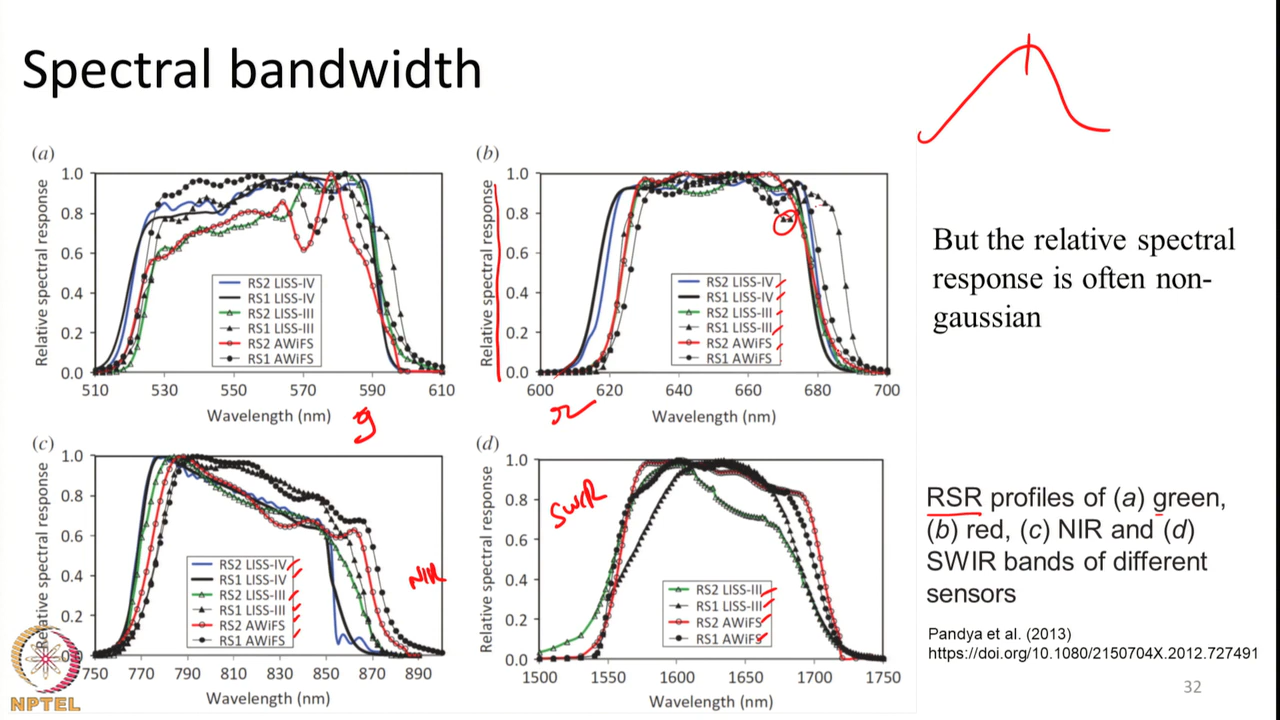 Spectral bandwidth
(a)
Relative spectral response
1.0
0.8
0.6
0.4
0.2
0.0
RS2 LISS-IV
RS1 LISS-IV
RS2 LISS-III
RS1 LISS-III
RS2 AWiFS
RS1 AWiFS
510 530 550 570 590 610
Wavelength (nm)
g
(b)
Relative spectral response
1.0
0.8
0.6
0.4
0.2
0.0
RS2 LISS-IV
RS1 LISS-IV
RS2 LISS-III
RS1 LISS-III
RS2 AWiFS
RS1 AWiFS
600 620 640 660 680 700
Wavelength (nm)
r
But the relative spectral
response is often non-
gaussian
(c)
Relative spectral response
1.0
0.8
0.6
0.4
0.2
0.0
RS2 LISS-IV
RS1 LISS-IV
RS2 LISS-III
RS1 LISS-III
RS2 AWiFS
RS1 AWiFS
NIR
750 770 790 810 830 850 870 890
Wavelength (nm)
(d)
Relative spectral response
1.0
0.8
0.6
0.4
0.2
0.0
SWIR
RS2 LISS-III
RS1 LISS-III
RS2 AWiFS
RS1 AWiFS
1500 1550 1600 1650 1700 1750
Wavelength (nm)
RSR profiles of (a) green,
(b) red, (c) NIR and (d)
SWIR bands of different
sensors
Pandya et al. (2013)
https://doi.org/10.1080/2150704X.2012.727491
32
NPTEL